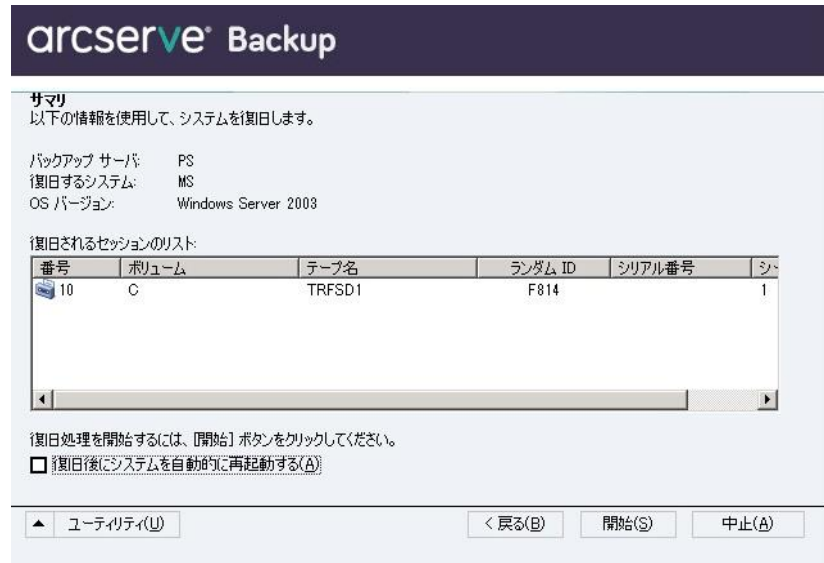 arcserve® Backup
サマリ
以下の情報を使用して、システムを復旧します。
バックアップ サーバ: PS
復旧するシステム: MS
OS バージョン: Windows Server 2003
復旧されるセッションのリスト:
番号 ボリューム テープ名 ランダム ID シリアル番号 シー
10 C TRFSD1 F814 1
復旧処理を開始するには、[開始] ボタンをクリックしてください。
復旧後にシステムを自動的に再起動する(A)
ユーティリティ(U) < 戻る(B) 開始(S) 中止(A)